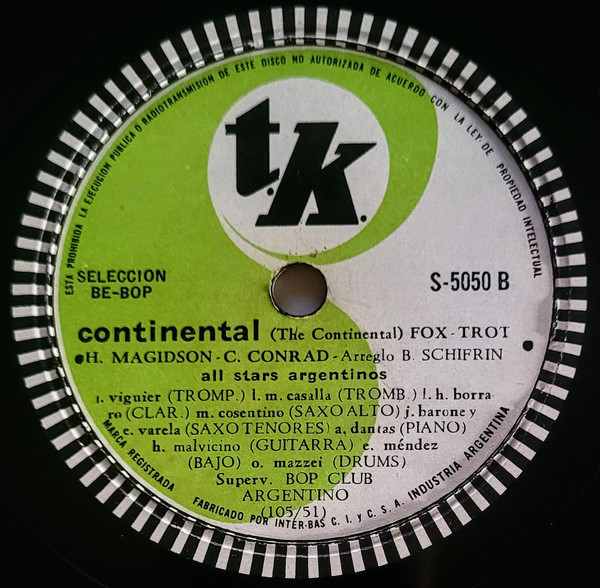 ESTA PROHIBIDA LA EJECUCION PUBLICA O RADIOTRANSMISION DE ESTE DISCO NO AUTORIZADA DE ACUERDO CON LA LEY DE PROPIEDAD INTELECTUAL
t.k.
SELECCION
BE-BOP
S-5050 B
continental (The Continental) FOX-TROT
H. MAGIDSON - C. CONRAD - Arreglo B. SCHIFRIN
all stars argentinos
r. viguier (TROMP.) l. m. casalla (TROMB.) l. h. borra
ro (CLAR.) m. cosentino (SAXO ALTO) j. barone y
e. varela (SAXO TENORES) a. dantas (PIANO)
h. malvicino (GUITARRA) e. méndez
(BAJO) o. mazzei (DRUMS)
Superv. BOP CLUB
ARGENTINO
(105/51)
MARCA REGISTRADA FABRICADO POR INTER-BAS C. I. y C. S. A. INDUSTRIA ARGENTINA